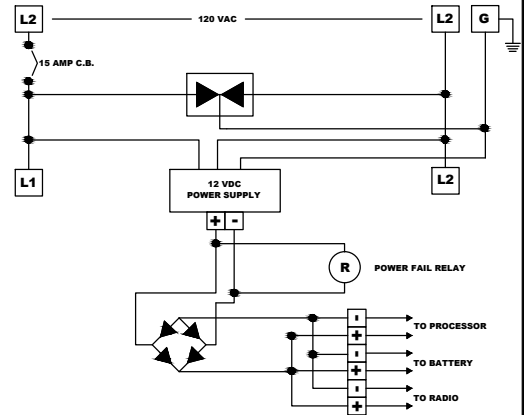 L2
120 VAC
L2
G
15 AMP C.B.
L1
L2
12 VDC
POWER SUPPLY
+ -
R
POWER FAIL RELAY
-
+
TO PROCESSOR
-
+
TO BATTERY
-
+
TO RADIO